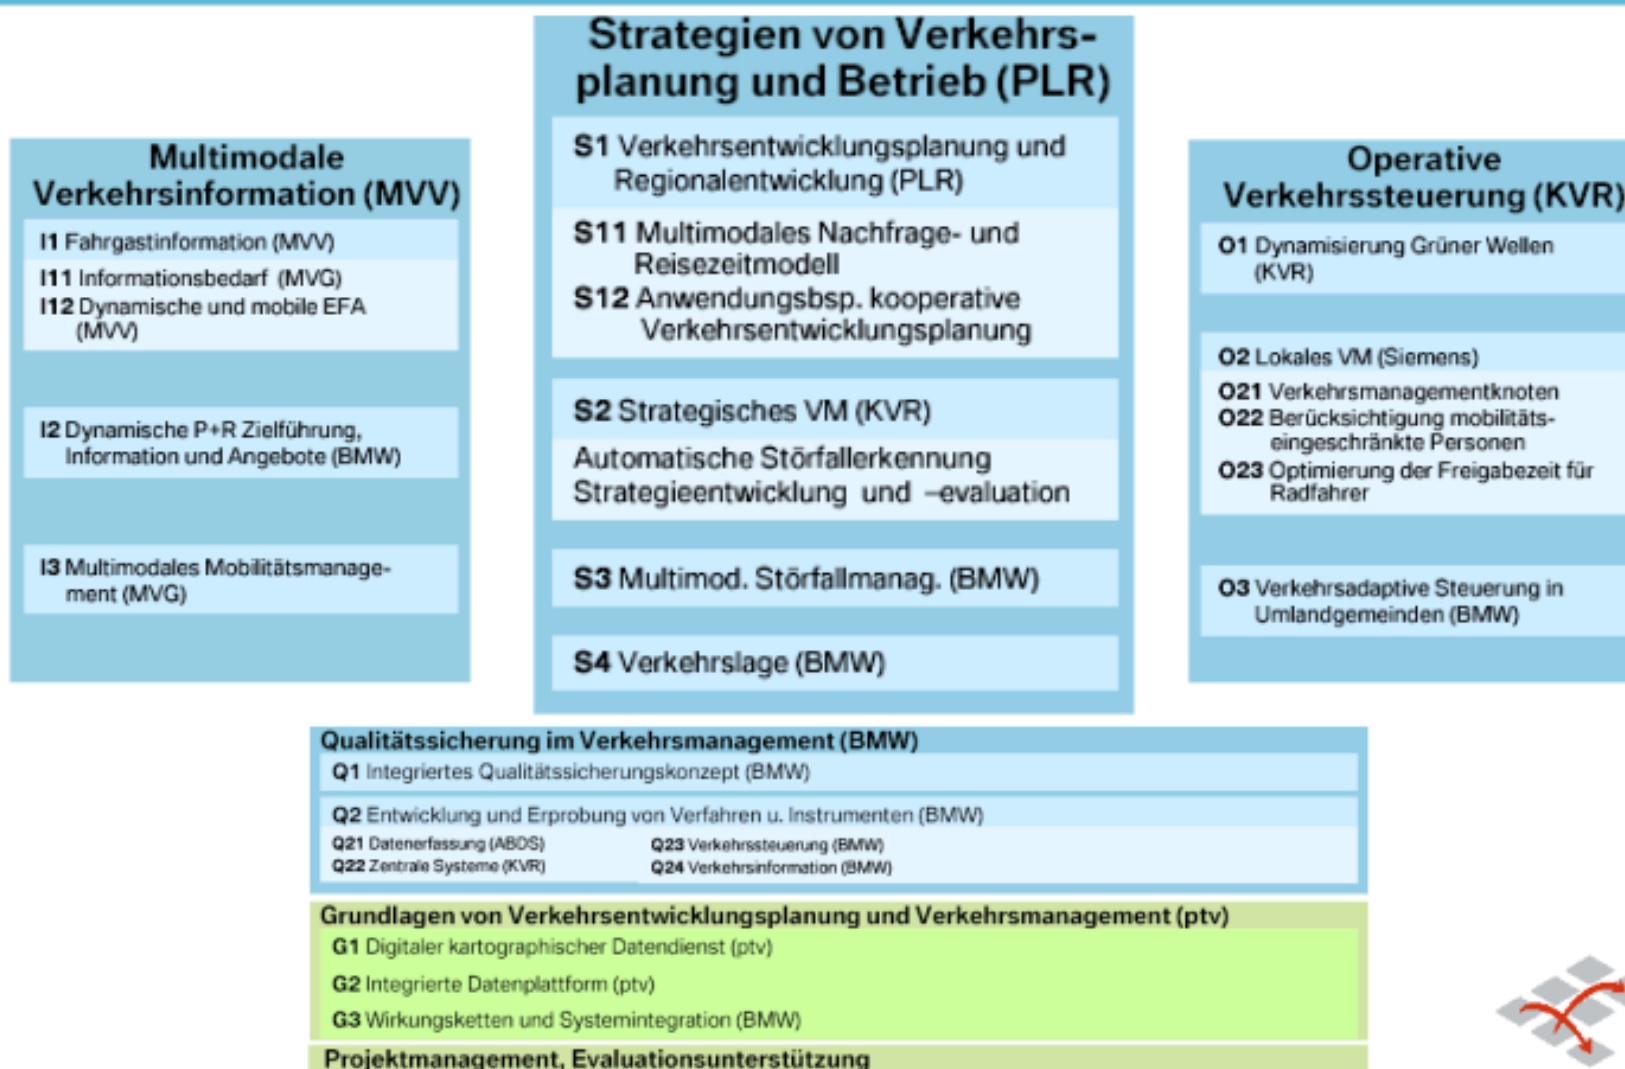 Strategien von Verkehrs-
planung und Betrieb (PLR)
S1 Verkehrsentwicklungsplanung und
Regionalentwicklung (PLR)
S11 Multimodales Nachfrage- und
Reisezeitmodell
S12 Anwendungsbsp. kooperative
Verkehrsentwicklungsplanung
S2 Strategisches VM (KVR)
Automatische Störfallerkennung
Strategieentwicklung und –evaluation
S3 Multimod. Störfallmanag. (BMW)
S4 Verkehrslage (BMW)
Multimodale
Verkehrsinformation (MVV)
I1 Fahrgastinformation (MVV)
I11 Informationsbedarf (MVG)
I12 Dynamische und mobile EFA
(MVV)
I2 Dynamische P+R Zielführung,
Information und Angebote (BMW)
I3 Multimodales Mobilitätsmanage-
ment (MVG)
Operative
Verkehrssteuerung (KVR)
O1 Dynamisierung Grüner Wellen
(KVR)
O2 Lokales VM (Siemens)
O21 Verkehrsmanagementknoten
O22 Berücksichtigung mobilitäts-
eingeschränkte Personen
O23 Optimierung der Freigabezeit für
Radfahrer
O3 Verkehrsadaptive Steuerung in
Umlandgemeinden (BMW)
Qualitätssicherung im Verkehrsmanagement (BMW)
Q1 Integriertes Qualitätssicherungskonzept (BMW)
Q2 Entwicklung und Erprobung von Verfahren u. Instrumenten (BMW)
Q21 Datenerfassung (ABDS)
Q22 Zentrale Systeme (KVR)
Q23 Verkehrssteuerung (BMW)
Q24 Verkehrsinformation (BMW)
Grundlagen von Verkehrsentwicklungsplanung und Verkehrsmanagement (ptv)
G1 Digitaler kartographischer Datendienst (ptv)
G2 Integrierte Datenplattform (ptv)
G3 Wirkungsketten und Systemintegration (BMW)
Projektmanagement, Evaluationsunterstützung